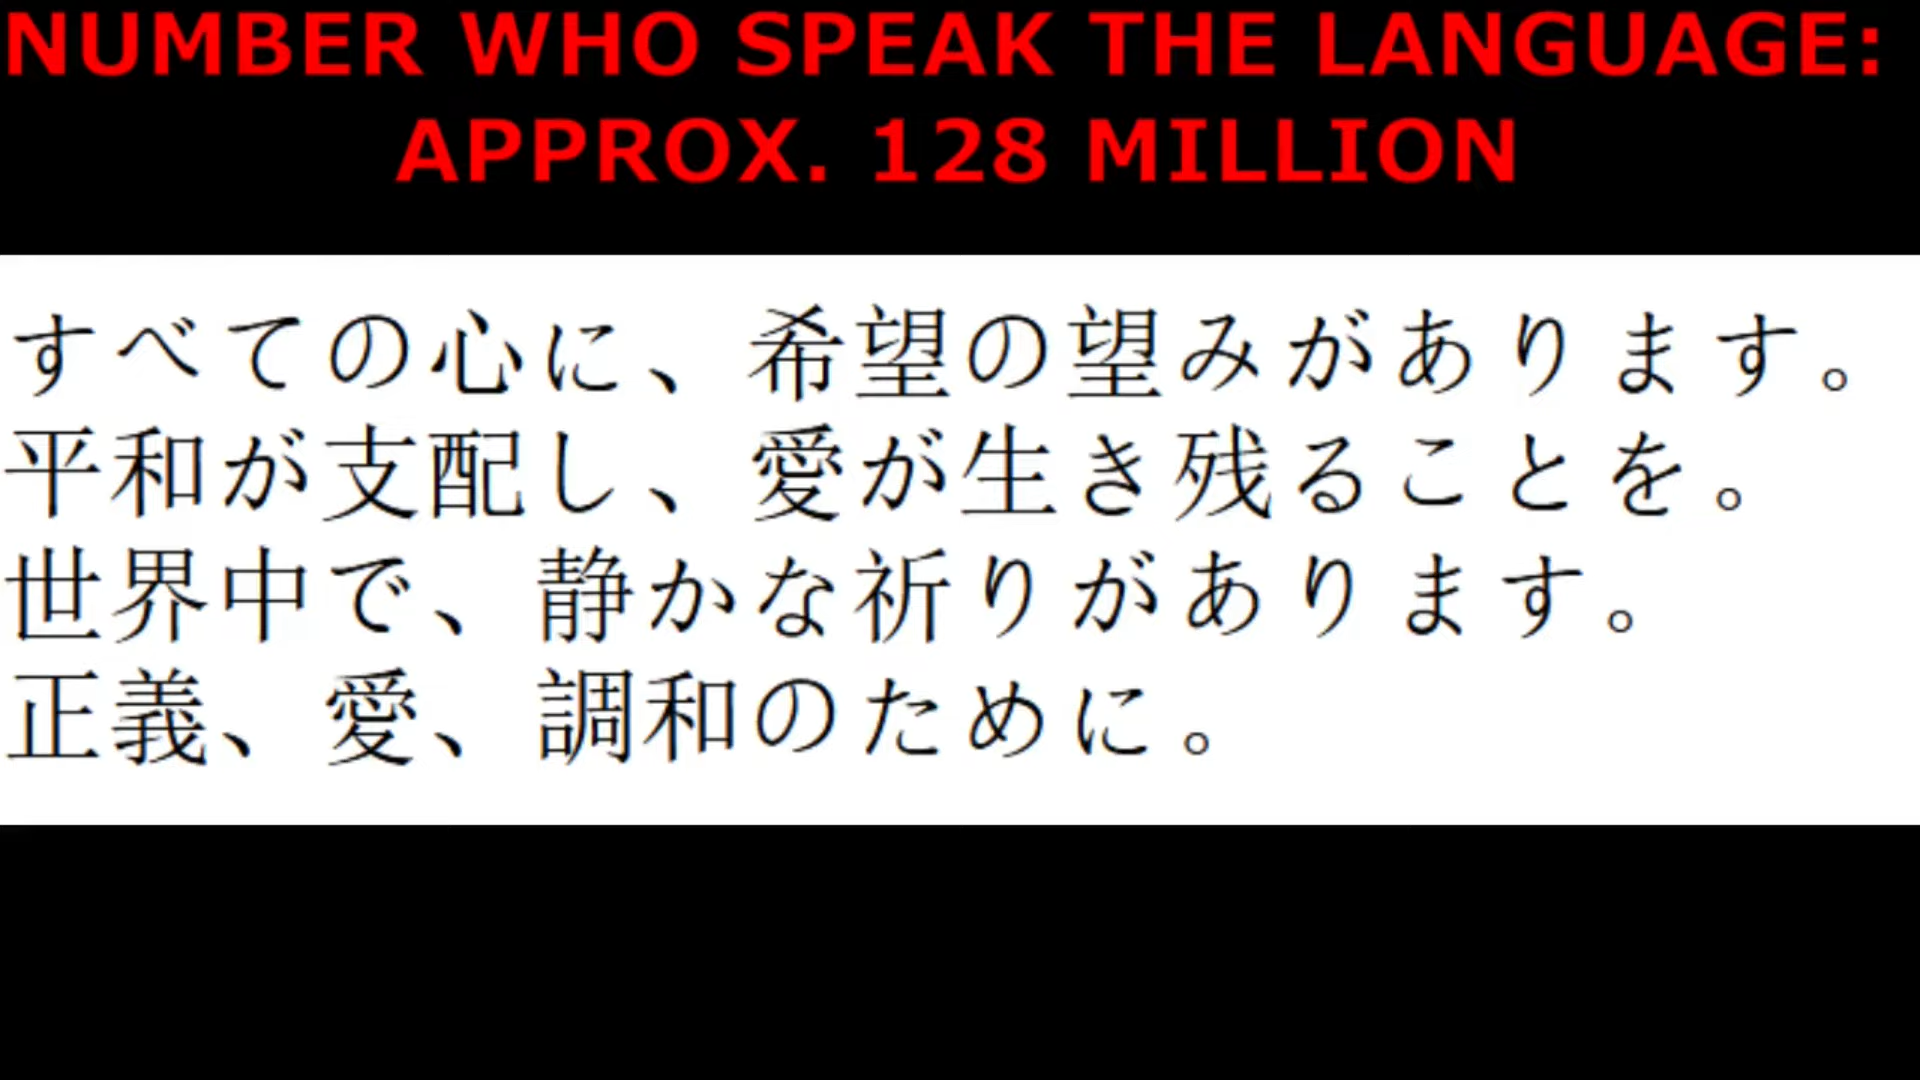 NUMBER WHO SPEAK THE LANGUAGE:
APPROX. 128 MILLION
すべての心に、希望の望みがあります。
平和が支配し、愛が生き残ることを。
世界中で、静かな祈りがあります。
正義、愛、調和のために。